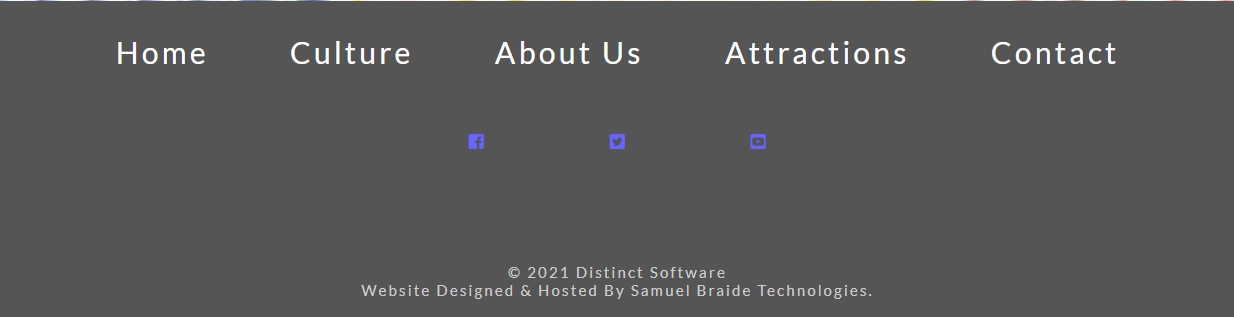 Home Culture About Us Attractions Contact
© 2021 Distinct Software
Website Designed & Hosted By Samuel Braide Technologies.